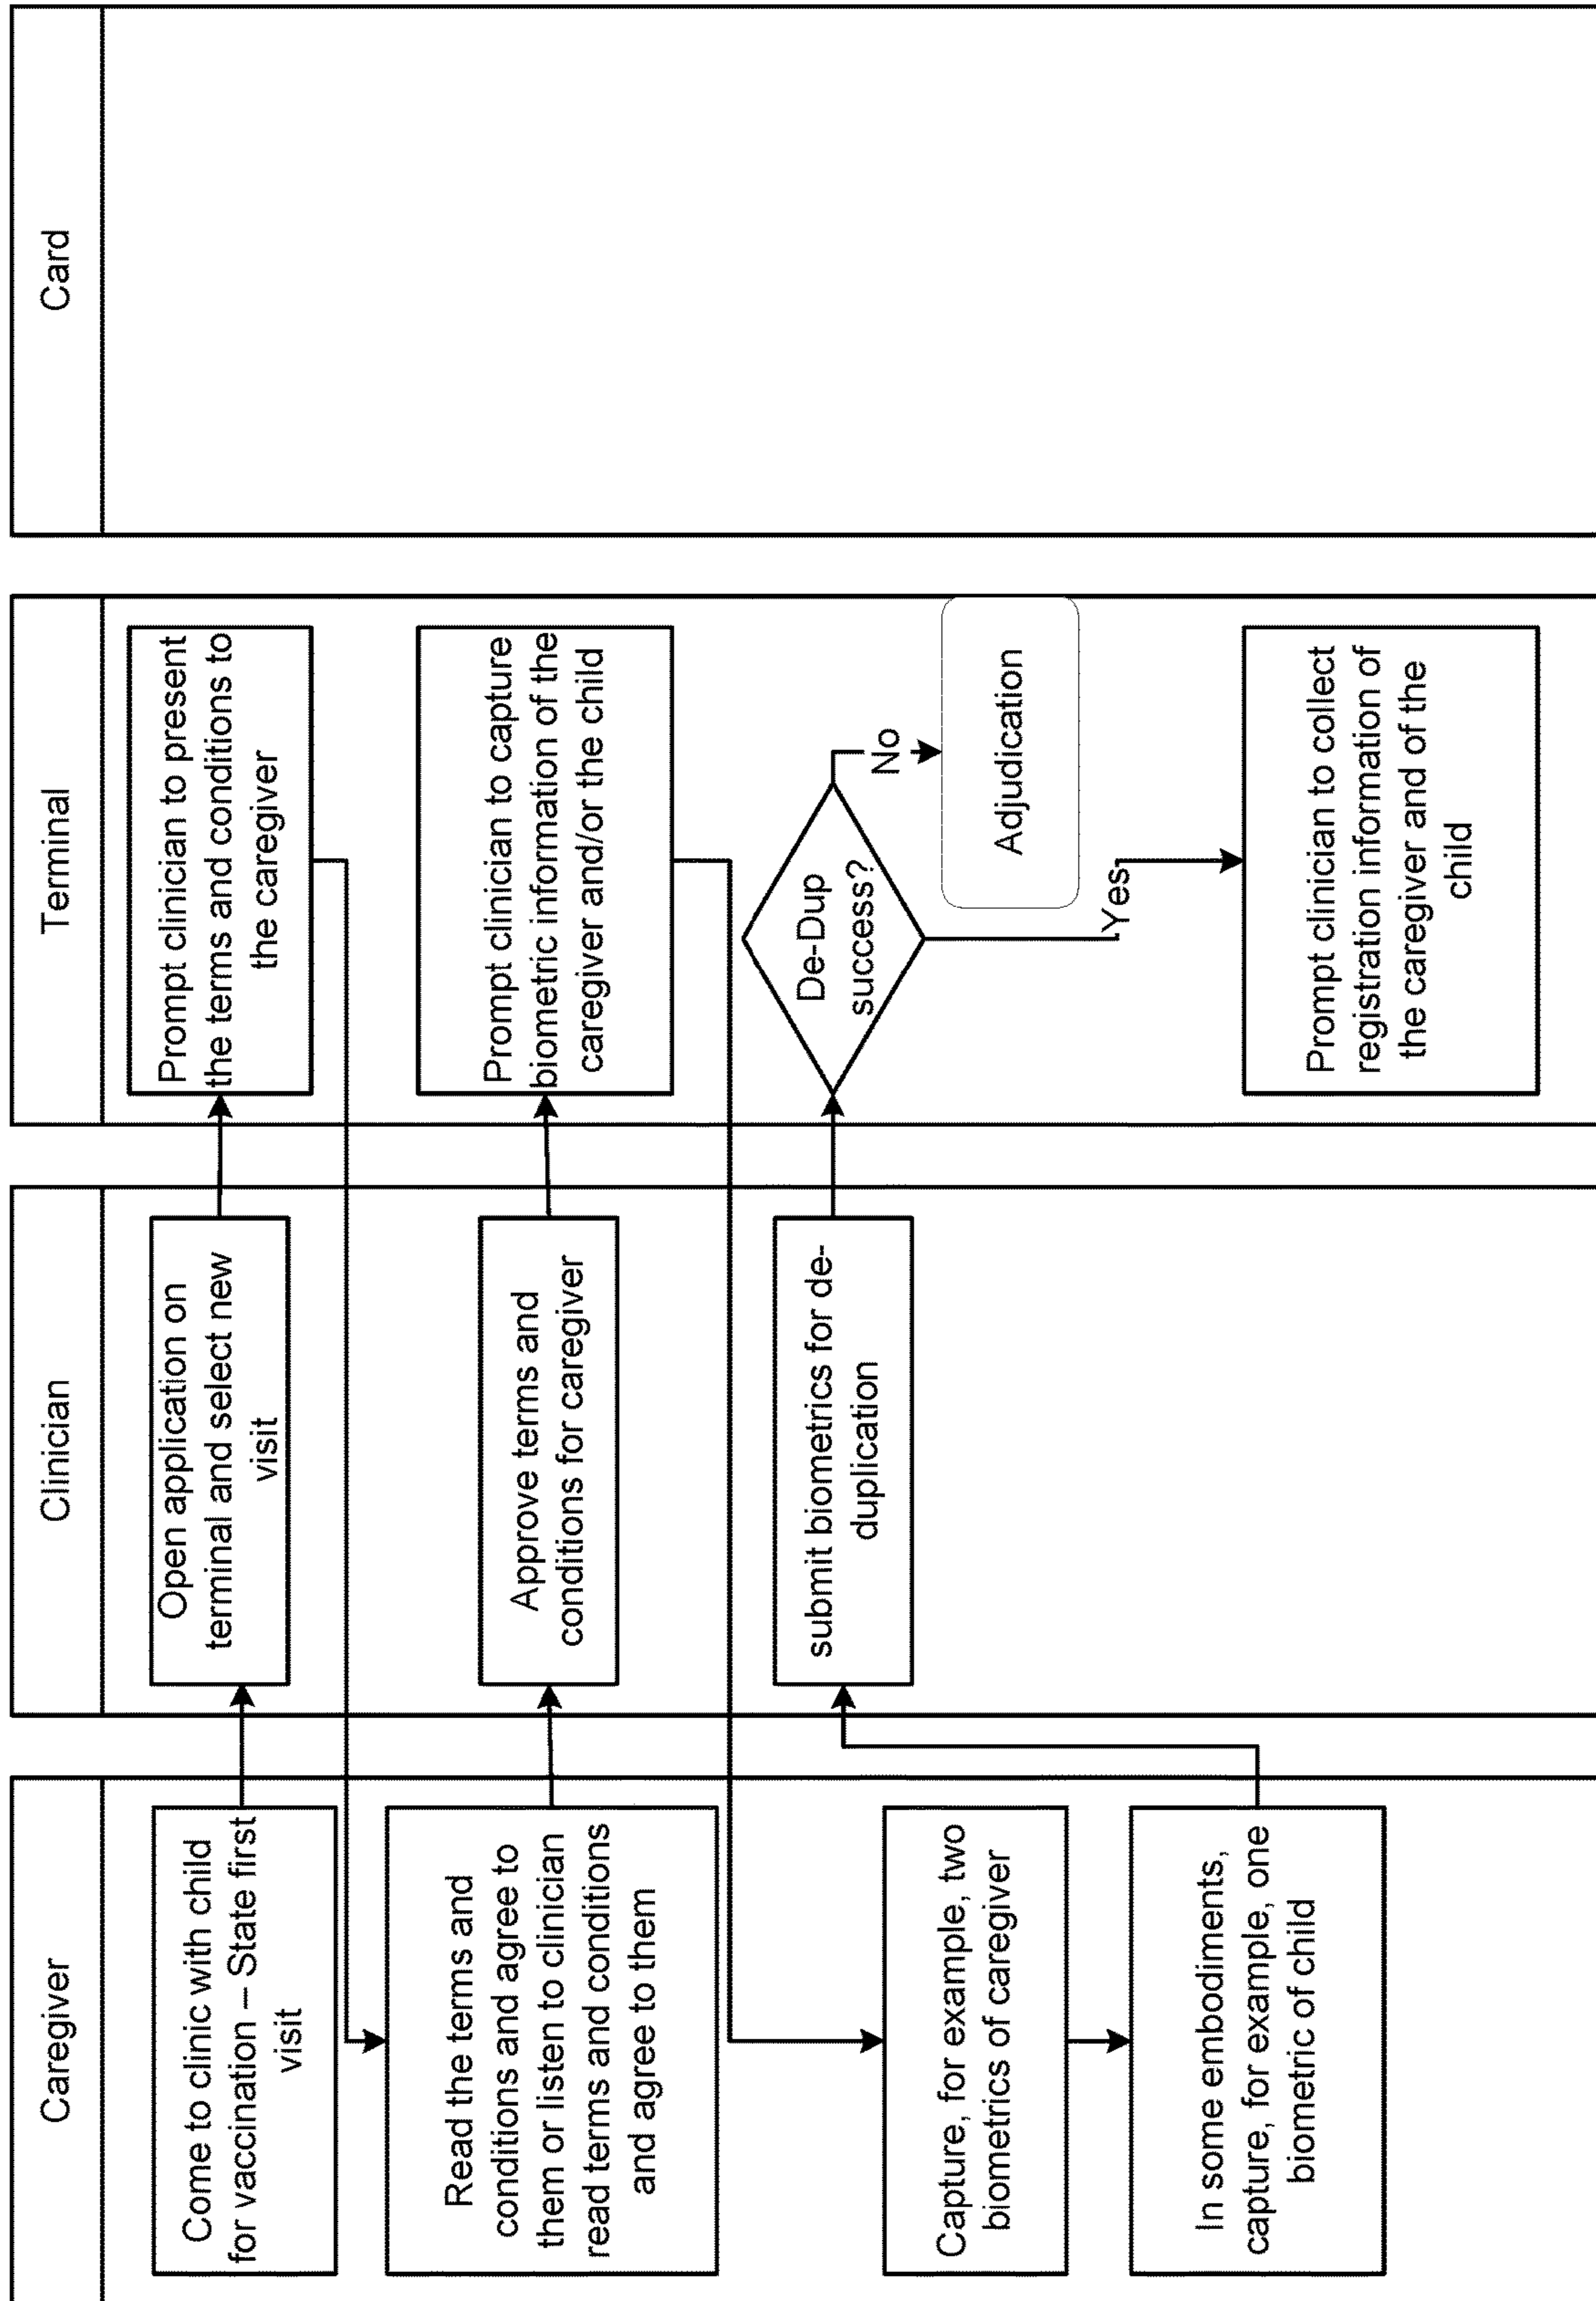 Caregiver
Come to clinic with child
for vaccination – State first
visit
Read the terms and
conditions and agree to
them or listen to clinician
read terms and conditions
and agree to them
Capture, for example, two
biometrics of caregiver
In some embodiments,
capture, for example, one
biometric of child
Clinician
Open application on
terminal and select new
visit
Approve terms and
conditions for caregiver
submit biometrics for de-
duplication
Terminal
Prompt clinician to present
the terms and conditions to
the caregiver
Prompt clinician to capture
biometric information of the
caregiver and/or the child
De-Dup
success?
No
Adjudication
Yes
Prompt clinician to collect
registration information of
the caregiver and of the
child
Card